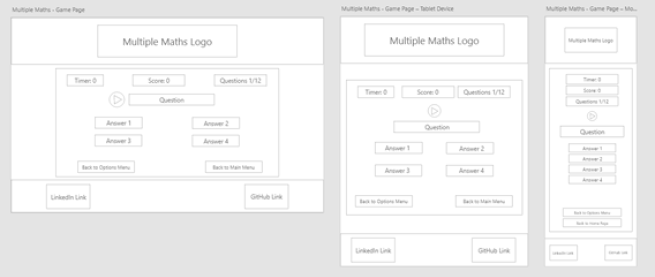 Multiple Maths - Game Page
Multiple Maths Logo
Timer: 0
Score: 0
Questions 1/12
Question
Answer 1
Answer 2
Answer 3
Answer 4
Back to Options Menu
Back to Main Menu
LinkedIn Link
GitHub Link
Multiple Maths - Game Page – Tablet Device
Multiple Maths Logo
Timer: 0
Score: 0
Questions 1/12
Question
Answer 1
Answer 2
Answer 3
Answer 4
Back to Options Menu
Back to Main Menu
LinkedIn Link
GitHub Link
Multiple Maths - Game Page – Mo...
Multiple Maths Logo
Timer: 0
Score: 0
Questions 1/12
Question
Answer 1
Answer 2
Answer 3
Answer 4
Back to Options Menu
Back to
LinkedIn Link
GitHub Link